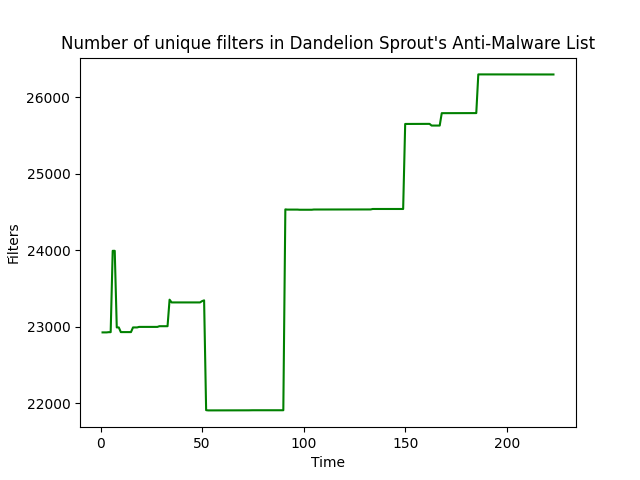 Number of unique filters in Dandelion Sprout's Anti-Malware List
26000
25000
24000
23000
22000
Filters
0 50 100 150 200
Time